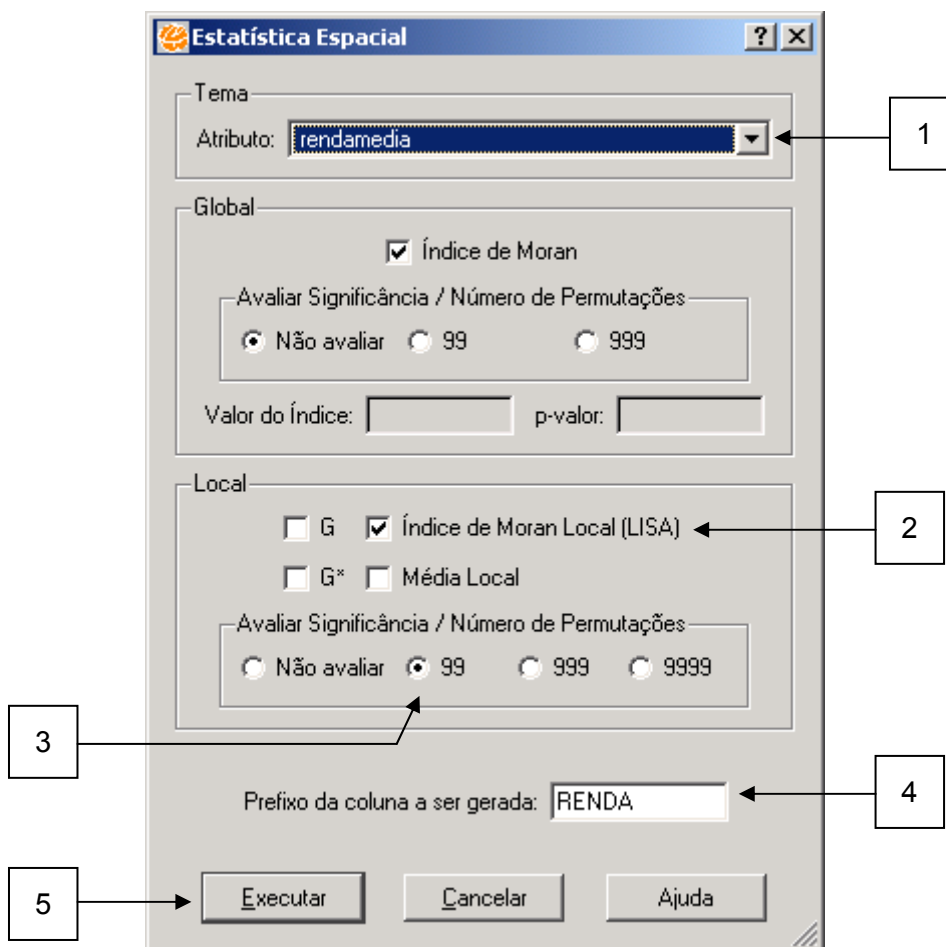 Estatística Espacial
Tema
Atributo: rendamedia
1
Global
Índice de Moran
Avaliar Significância / Número de Permutações
Não avaliar 99 999
Valor do Índice: p-valor:
Local
G Índice de Moran Local (LISA)
2
G* Média Local
Avaliar Significância / Número de Permutações
Não avaliar 99 999 9999
3
Prefixo da coluna a ser gerada: RENDA
4
5
Executar Cancelar Ajuda